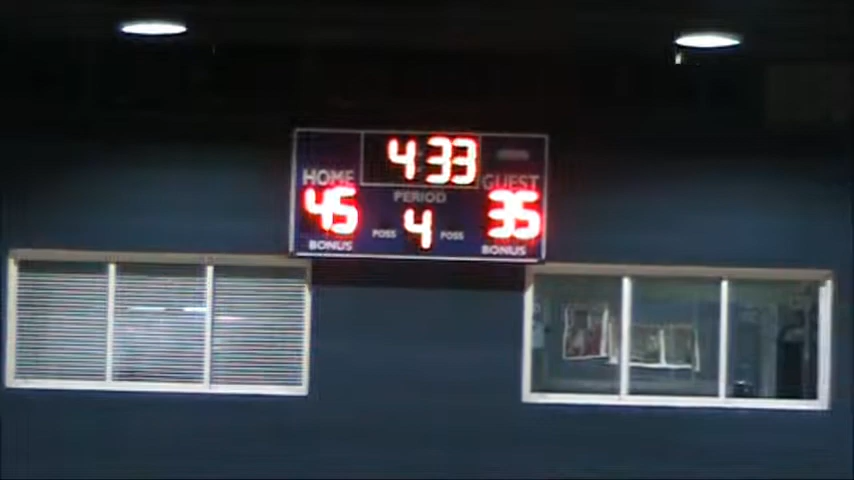 4 33
HOME GUEST
PERIOD
45 4 35
POSS POSS
BONUS BONUS